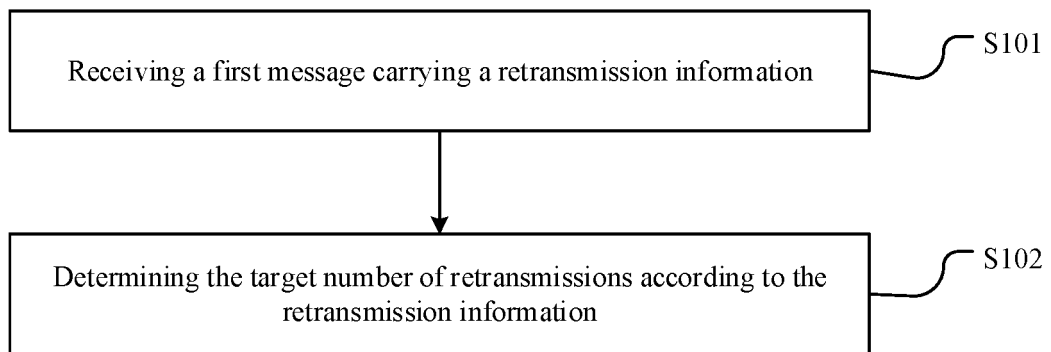 Receiving a first message carrying a retransmission information
S101
Determining the target number of retransmissions according to the
retransmission information
S102